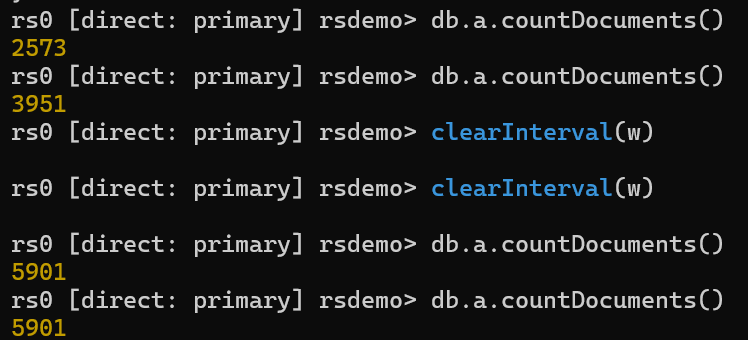 rs0 [direct: primary] rsdemo> db.a.countDocuments()
2573
rs0 [direct: primary] rsdemo> db.a.countDocuments()
3951
rs0 [direct: primary] rsdemo> clearInterval(w)
rs0 [direct: primary] rsdemo> clearInterval(w)
rs0 [direct: primary] rsdemo> db.a.countDocuments()
5901
rs0 [direct: primary] rsdemo> db.a.countDocuments()
5901